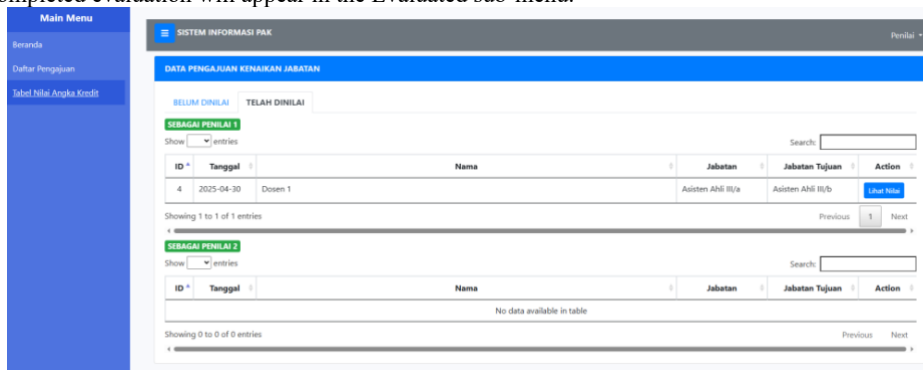 ompleted evaluation will appear in the Evaluated sub-menu.
Main Menu
Beranda
Daftar Pengajuan
Tabel Nilai Angka Kredit
SISTEM INFORMASI PAK
Penilai
DATA PENGAJUAN KENAIKAN JABATAN
BELUM DINILAI TELAH DINILAI
SEBAGAI PENILAI 1
Show entries Search:
ID Tanggal Nama Jabatan Jabatan Tujuan Action
4 2025-04-30 Dosen 1 Asisten Ahli III/a Asisten Ahli III/b Lihat Nilai
Showing 1 to 1 of 1 entries Previous 1 Next
SEBAGAI PENILAI 2
Show entries Search:
ID Tanggal Nama Jabatan Jabatan Tujuan Action
No data available in table
Showing 0 to 0 of 0 entries Previous Next